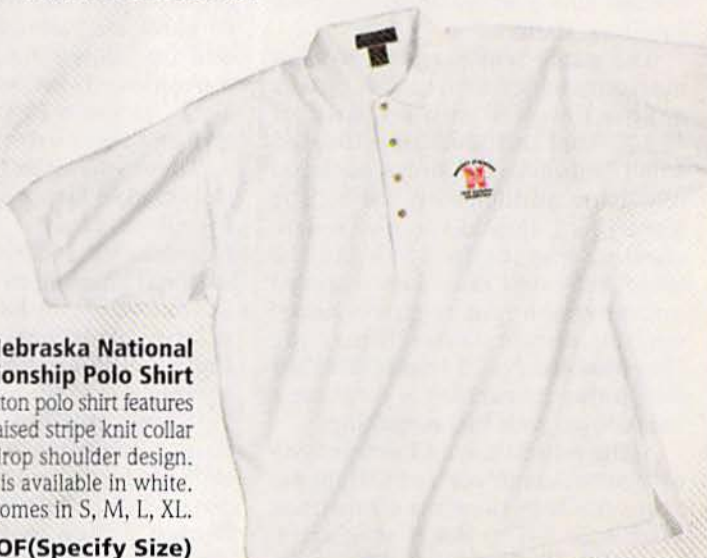 ebraska National
ionship Polo Shirt
ton polo shirt features
aised stripe knit collar
drop shoulder design.
is available in white.
omes in S, M, L, XL.
OF(Specify Size)
N